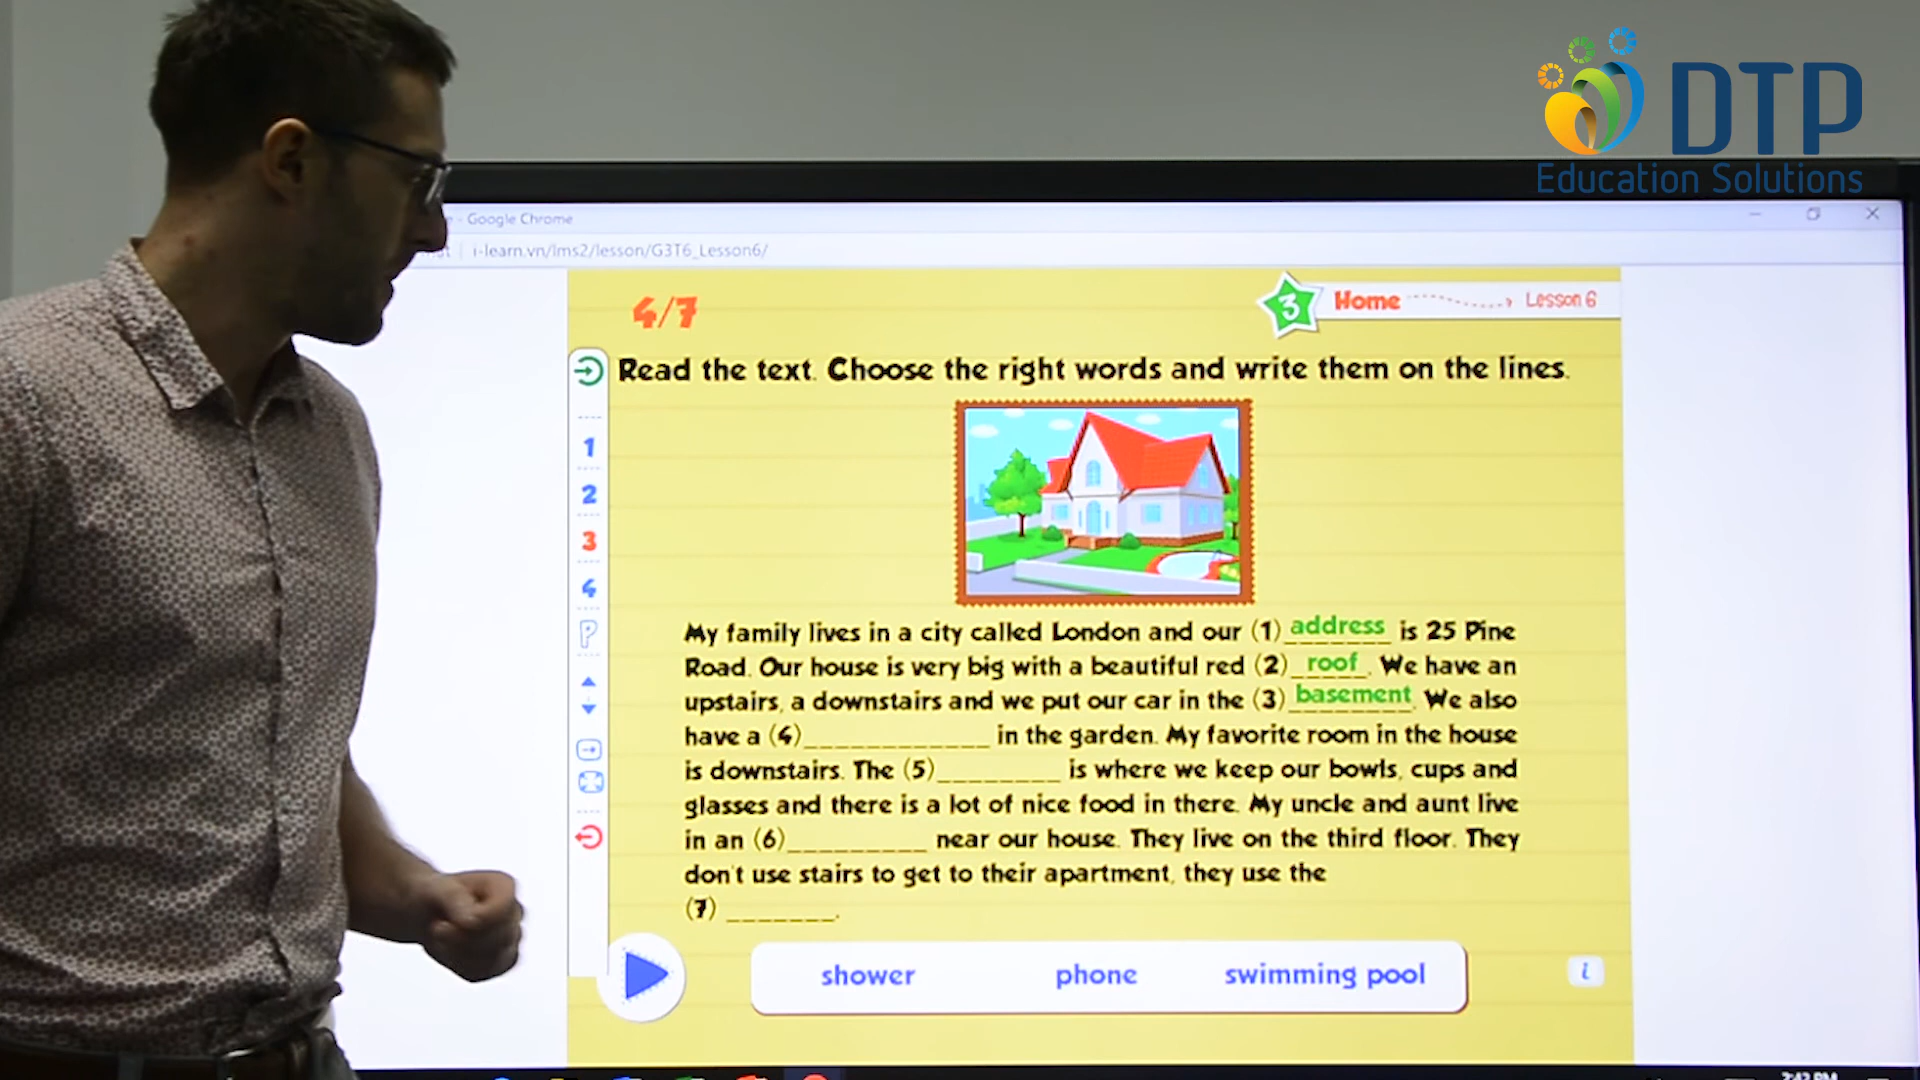 DTP
Education Solutions
- Google Chrome
i-learn.vn/lms2/lesson/G3T6_Lesson6/
4/7
3 Home Lesson 6
Read the text. Choose the right words and write them on the lines.
1
2
3
4
P
My family lives in a city called London and our (1) address is 25 Pine
Road. Our house is very big with a beautiful red (2) roof. We have an
upstairs, a downstairs and we put our car in the (3) basement. We also
have a (4)____________ in the garden. My favorite room in the house
is downstairs. The (5)________ is where we keep our bowls, cups and
glasses and there is a lot of nice food in there. My uncle and aunt live
in an (6)_________ near our house. They live on the third floor. They
don't use stairs to get to their apartment, they use the
(7) _______.
shower phone swimming pool
i